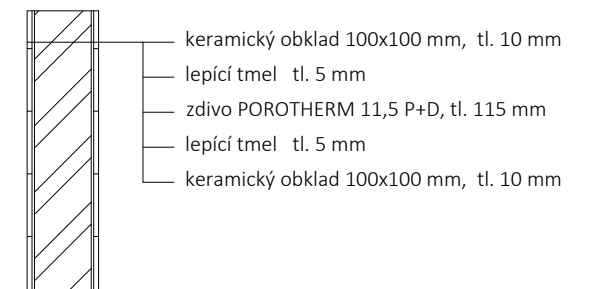 keramický obklad 100x100 mm, tl. 10 mm
lepící tmel tl. 5 mm
zdivo POROTHERM 11,5 P+D, tl. 115 mm
lepící tmel tl. 5 mm
keramický obklad 100x100 mm, tl. 10 mm